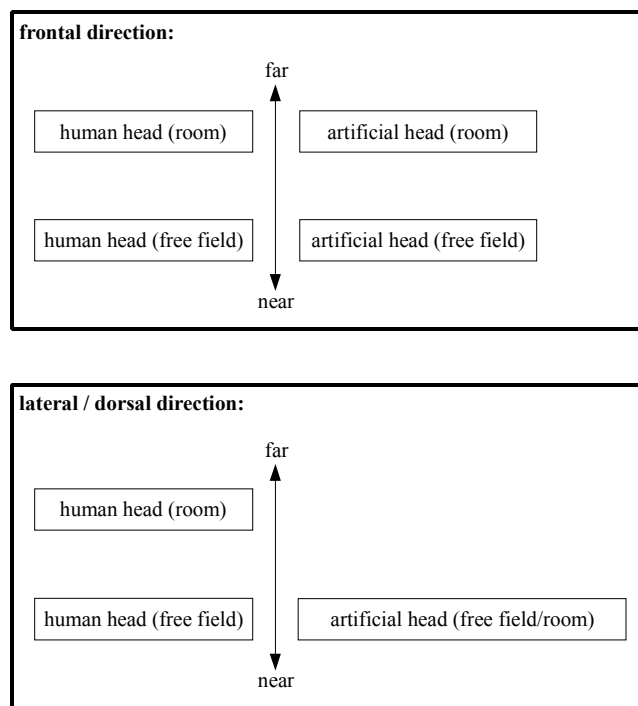 frontal direction:
far
human head (room) artificial head (room)
human head (free field) artificial head (free field)
near
lateral / dorsal direction:
far
human head (room)
human head (free field) artificial head (free field/room)
near